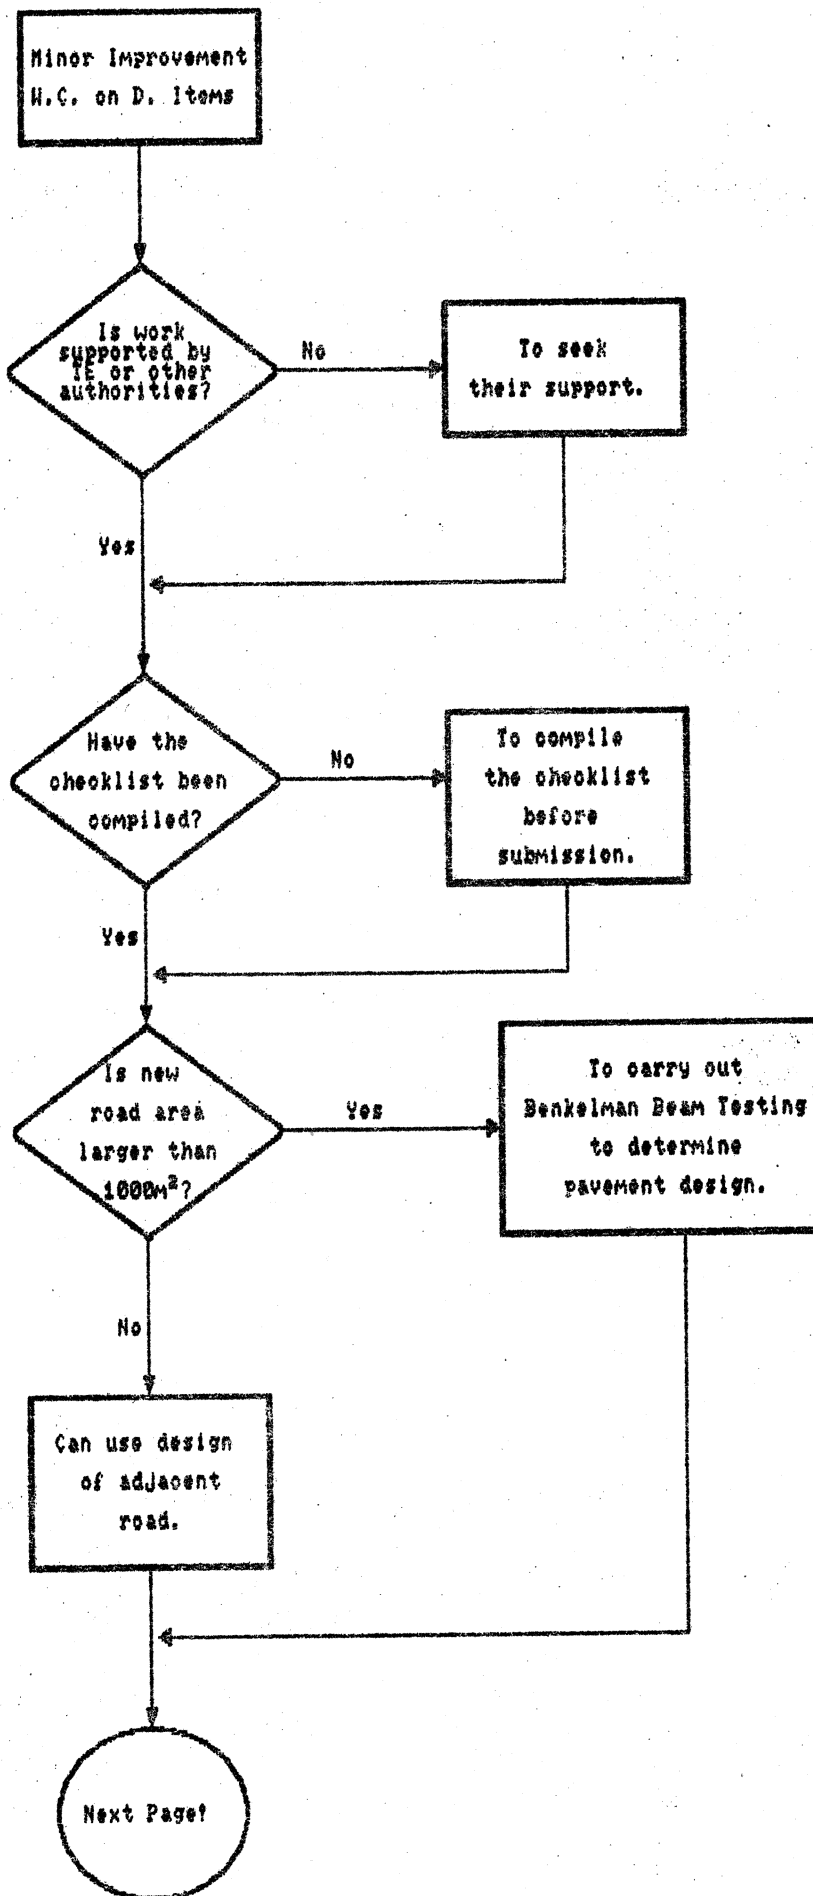 Minor Improvement
W.C. on D. Items
Is work
supported by
TE or other
authorities?
No
To seek
their support.
Yes
Have the
checklist been
compiled?
No
To compile
the checklist
before
submission.
Yes
Is new
road area
larger than
1000m²?
Yes
To carry out
Benkelman Beam Testing
to determine
pavement design.
No
Can use design
of adjacent
road.
Next Page!